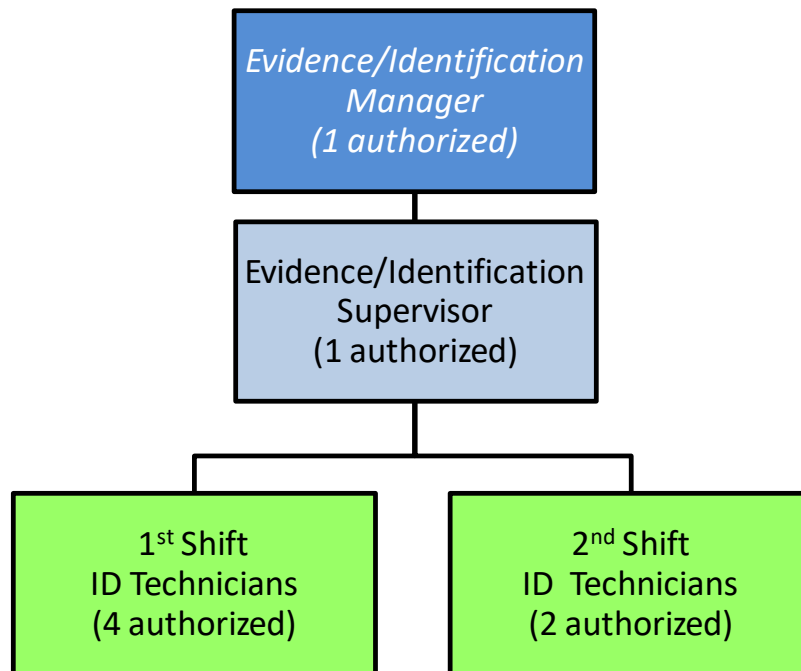 Evidence/Identification
Manager
(1 authorized)
Evidence/Identification
Supervisor
(1 authorized)
1st Shift
ID Technicians
(4 authorized)
2nd Shift
ID  Technicians
(2 authorized)